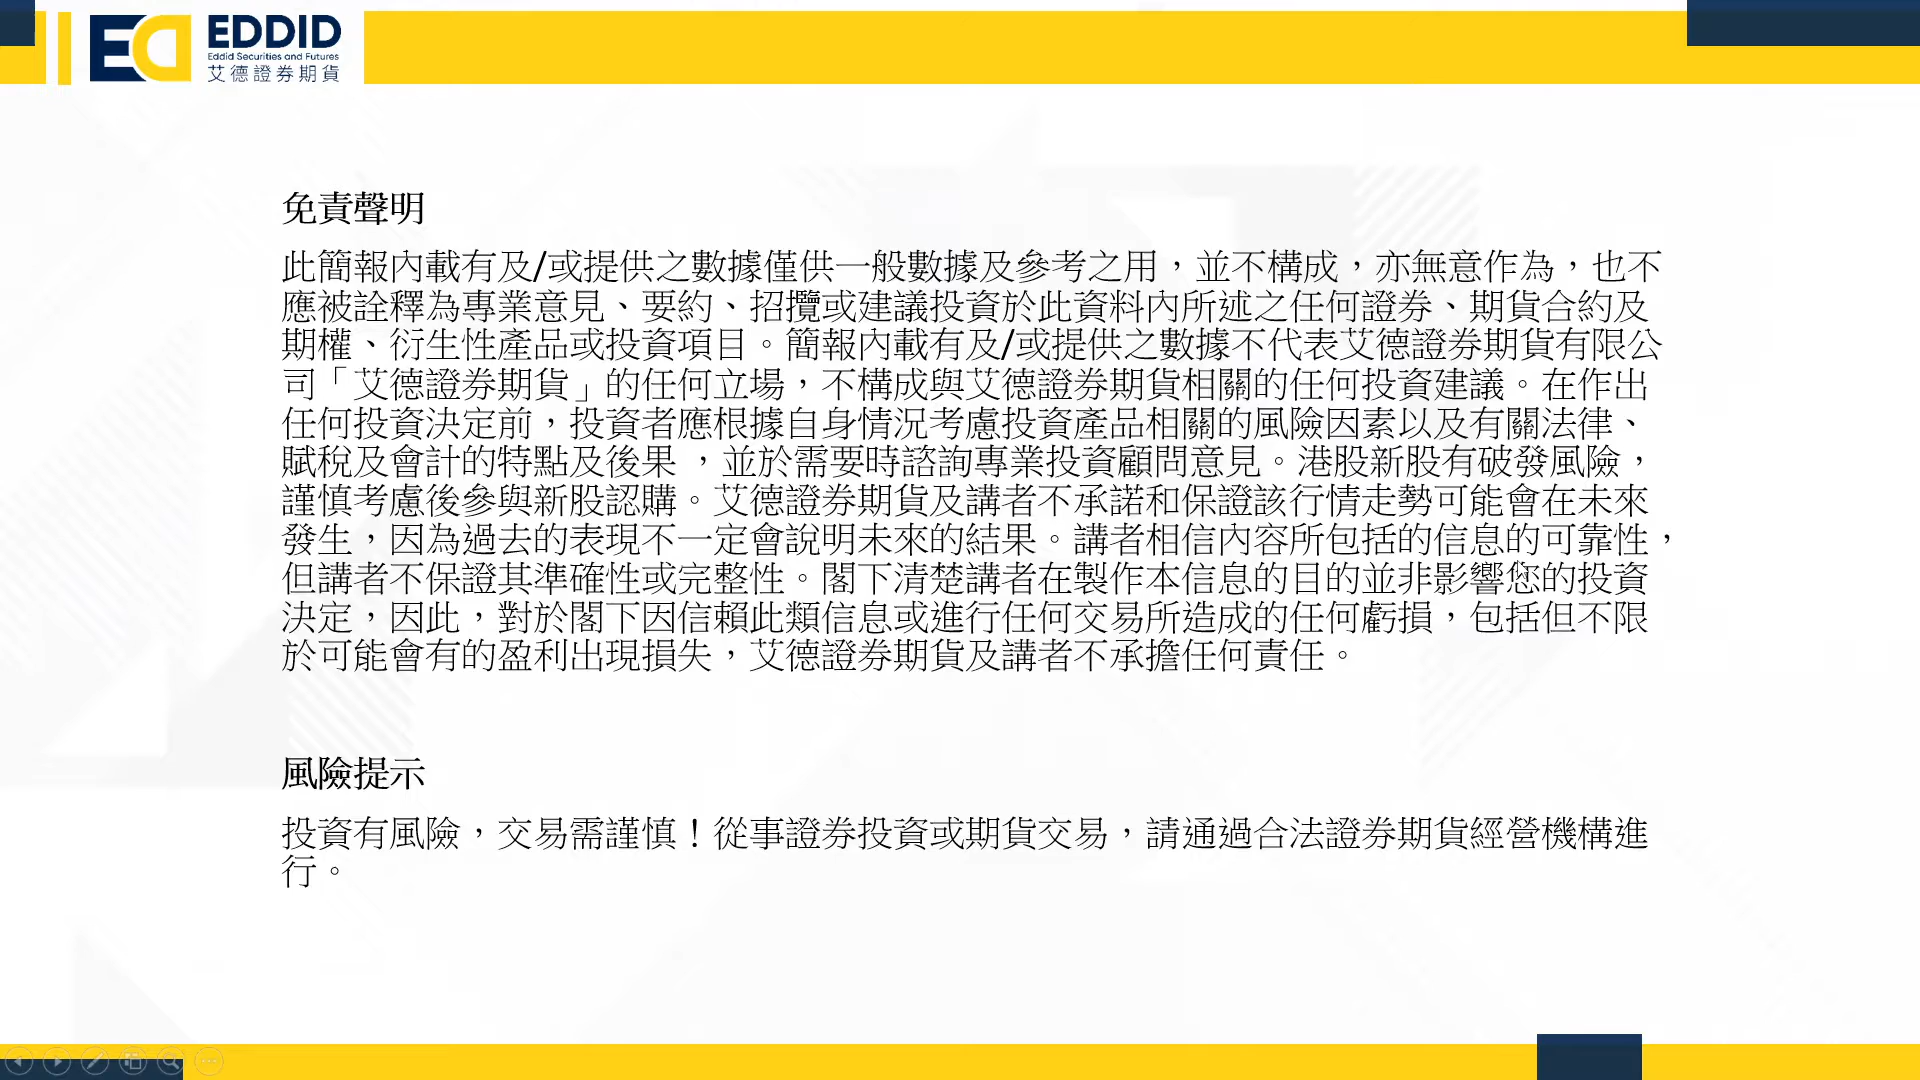 EDDID
Eddid Securities and Futures
艾德證券期貨
免責聲明
此簡報內載有及/或提供之數據僅供一般數據及參考之用，並不構成，亦無意作為，也不
應被詮釋為專業意見、要約、招攬或建議投資於此資料內所述之任何證券、期貨合約及
期權、衍生性產品或投資項目。簡報內載有及/或提供之數據不代表艾德證券期貨有限公
司「艾德證券期貨」的任何立場，不構成與艾德證券期貨相關的任何投資建議。在作出
任何投資決定前，投資者應根據自身情況考慮投資產品相關的風險因素以及有關法律、
賦稅及會計的特點及後果 ，並於需要時諮詢專業投資顧問意見。港股新股有破發風險，
謹慎考慮後參與新股認購。艾德證券期貨及講者不承諾和保證該行情走勢可能會在未來
發生，因為過去的表現不一定會說明未來的結果。講者相信內容所包括的信息的可靠性，
但講者不保證其準確性或完整性。閣下清楚講者在製作本信息的目的並非影響您的投資
決定，因此，對於閣下因信賴此類信息或進行任何交易所造成的任何虧損，包括但不限
於可能會有的盈利出現損失，艾德證券期貨及講者不承擔任何責任。
風險提示
投資有風險，交易需謹慎！從事證券投資或期貨交易，請通過合法證券期貨經營機構進
行。